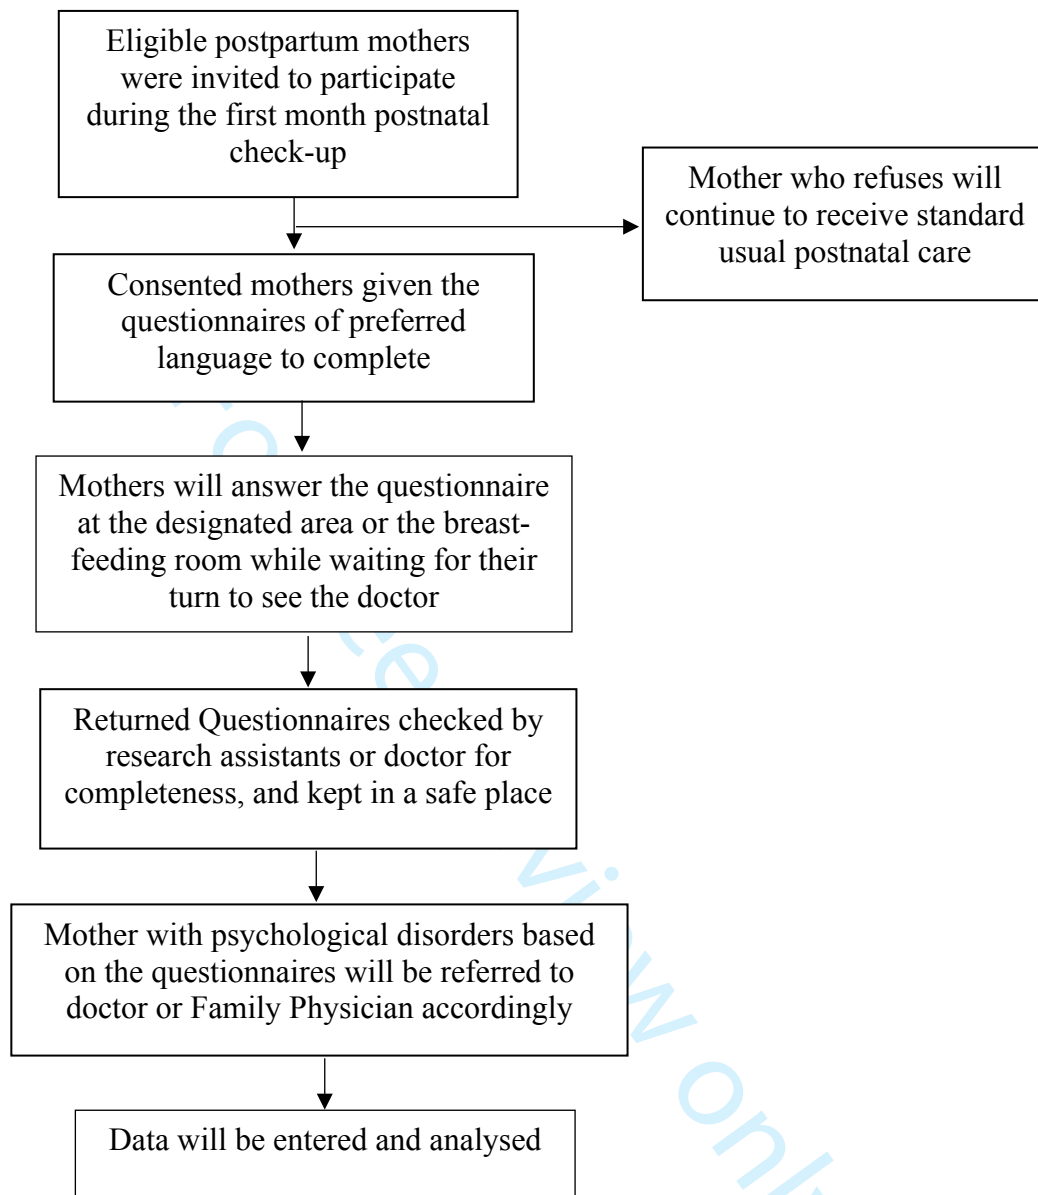 Eligible postpartum mothers
were invited to participate
during the first month postnatal
check-up
Mother who refuses will
continue to receive standard
usual postnatal care
Consented mothers given the
questionnaires of preferred
language to complete
Mothers will answer the questionnaire
at the designated area or the breast-
feeding room while waiting for their
turn to see the doctor
Returned Questionnaires checked by
research assistants or doctor for
completeness, and kept in a safe place
Mother with psychological disorders based
on the questionnaires will be referred to
doctor or Family Physician accordingly
Data will be entered and analysed